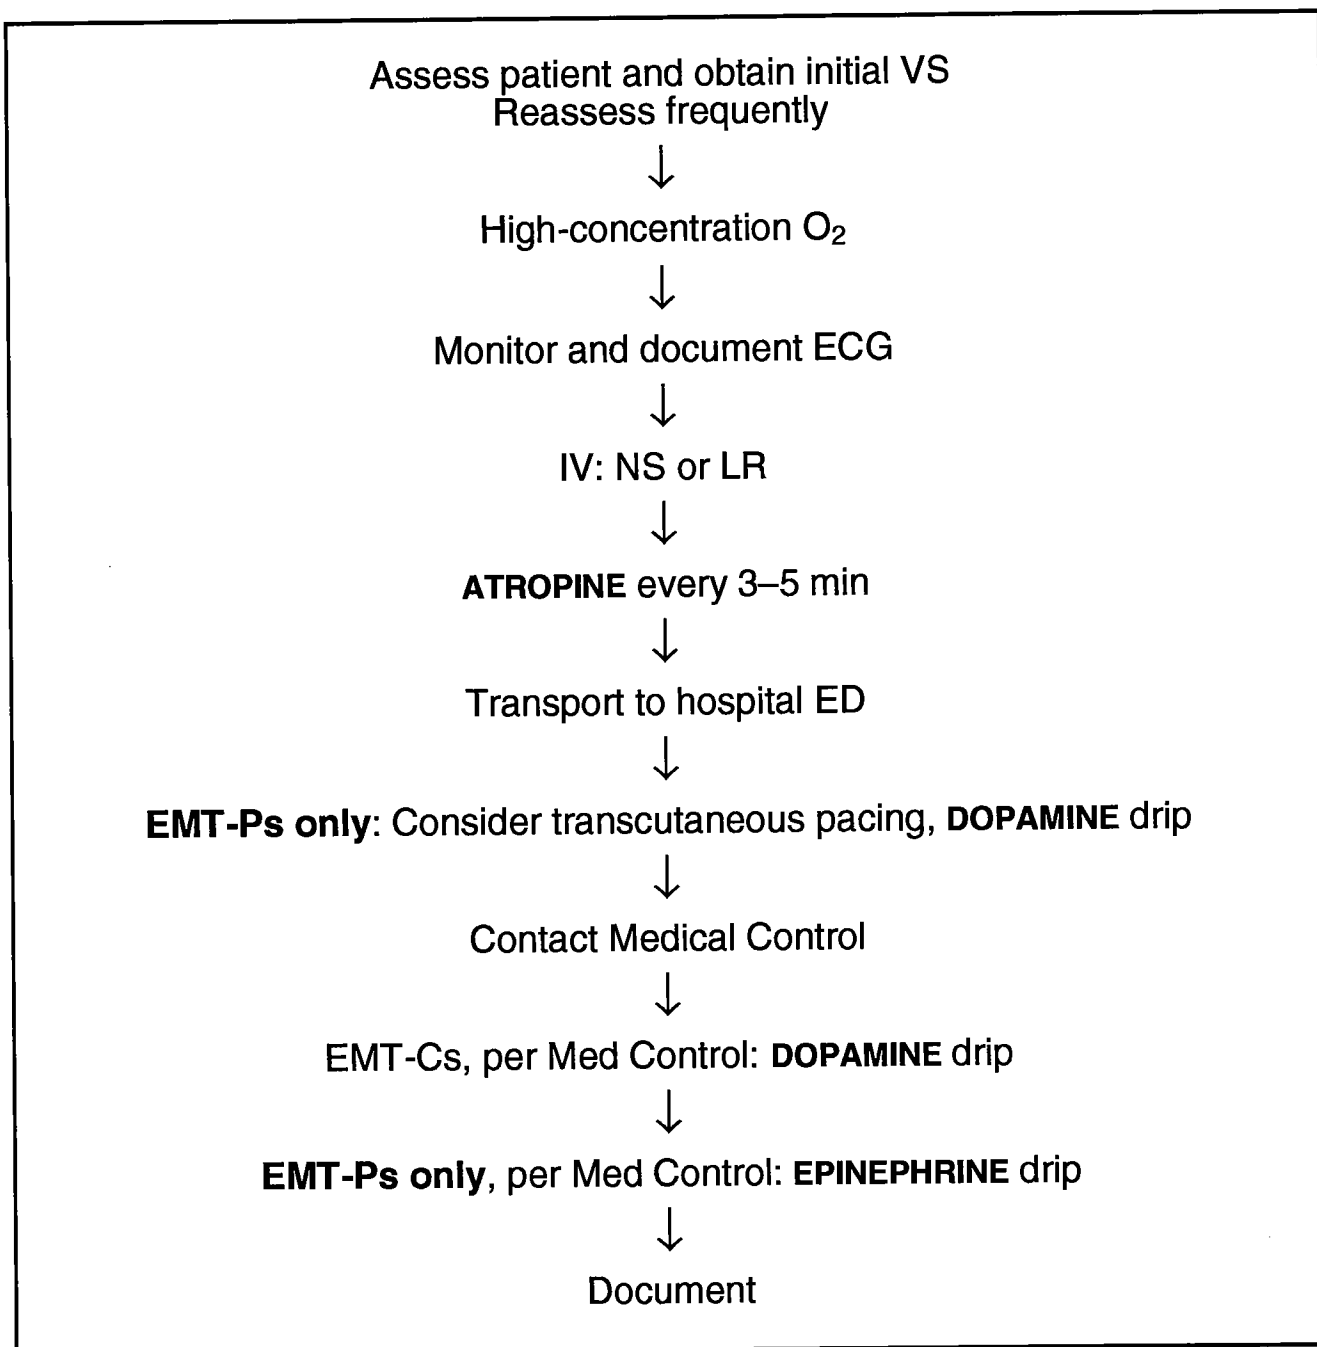 Assess patient and obtain initial VS
Reassess frequently
↓
High-concentration O₂
↓
Monitor and document ECG
↓
IV: NS or LR
↓
ATROPINE every 3–5 min
↓
Transport to hospital ED
↓
EMT-Ps only: Consider transcutaneous pacing, DOPAMINE drip
↓
Contact Medical Control
↓
EMT-Cs, per Med Control: DOPAMINE drip
↓
EMT-Ps only, per Med Control: EPINEPHRINE drip
↓
Document